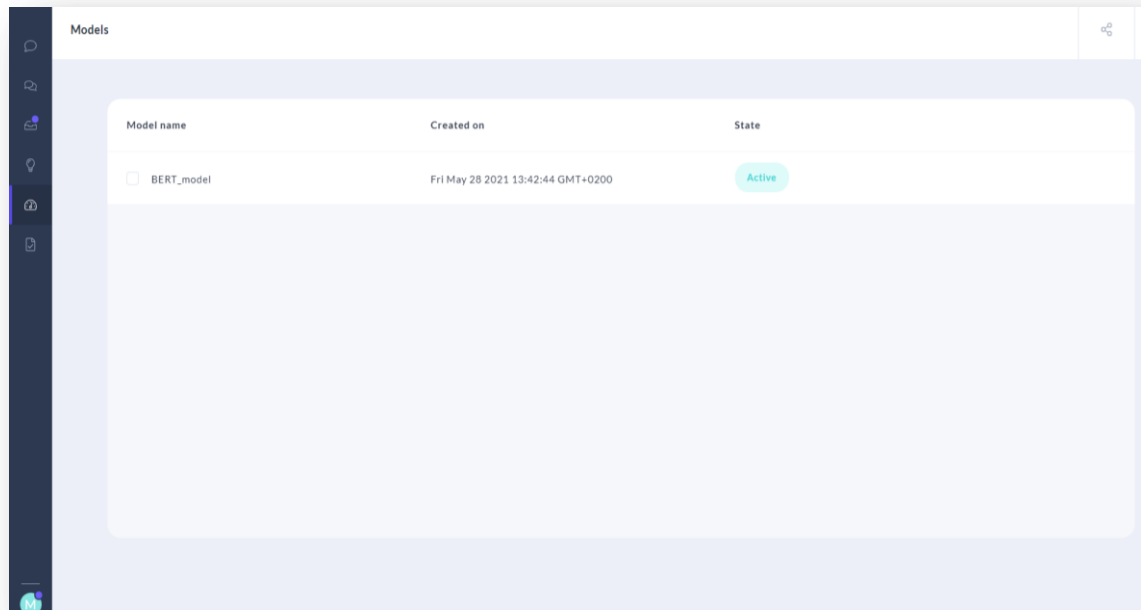 Models
Model name Created on State
BERT_model Fri May 28 2021 13:42:44 GMT+0200 Active
M